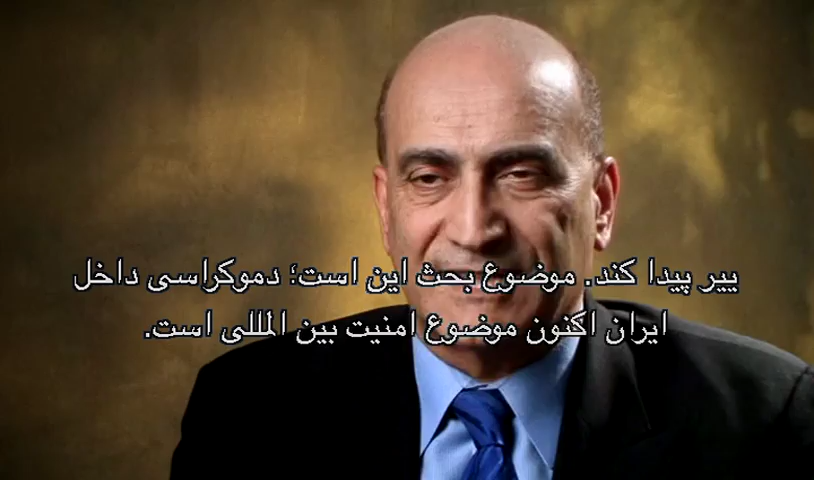 ییر پیدا کند. موضوع بحث این است؛ دموکراسی داخل
ایران اکنون موضوع امنیت بین المللی است.